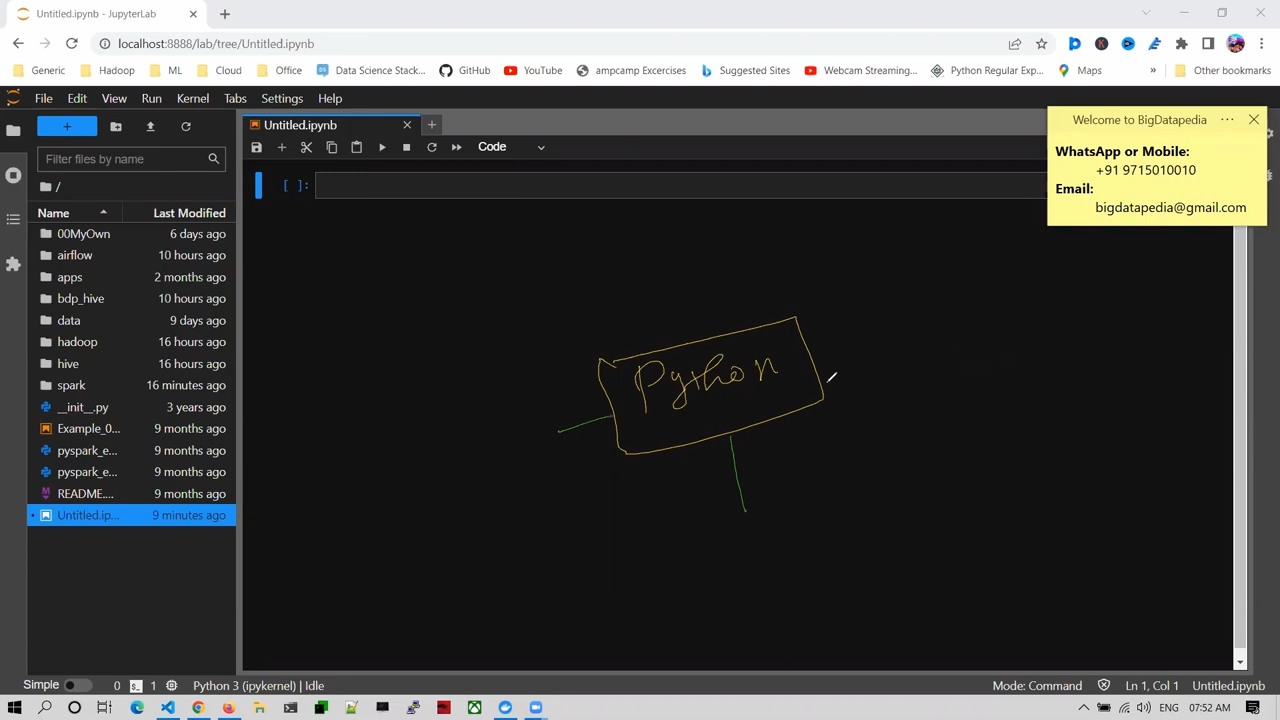 Untitled.ipynb - JupyterLab
localhost:8888/lab/tree/Untitled.ipynb
Generic Hadoop ML Cloud Office Data Science Stack... GitHub YouTube ampcamp Excercises Suggested Sites Webcam Streaming... Python Regular Exp... Maps » Other bookmarks
File Edit View Run Kernel Tabs Settings Help
Untitled.ipynb
Code
Filter files by name
/
Name Last Modified
00MyOwn 6 days ago
airflow 10 hours ago
apps 2 months ago
bdp_hive 10 hours ago
data 9 days ago
hadoop 16 hours ago
hive 16 hours ago
spark 16 minutes ago
__init__.py 3 years ago
Example_0... 9 months ago
pyspark_e... 9 months ago
pyspark_e... 9 months ago
README.... 9 months ago
Untitled.ip... 9 minutes ago
[ ]:
Welcome to BigDatapedia
WhatsApp or Mobile:
+91 9715010010
Email:
bigdatapedia@gmail.com
Python
Simple 0 1 Python 3 (ipykernel) | Idle Mode: Command Ln 1, Col 1 Untitled.ipynb
ENG 07:52 AM